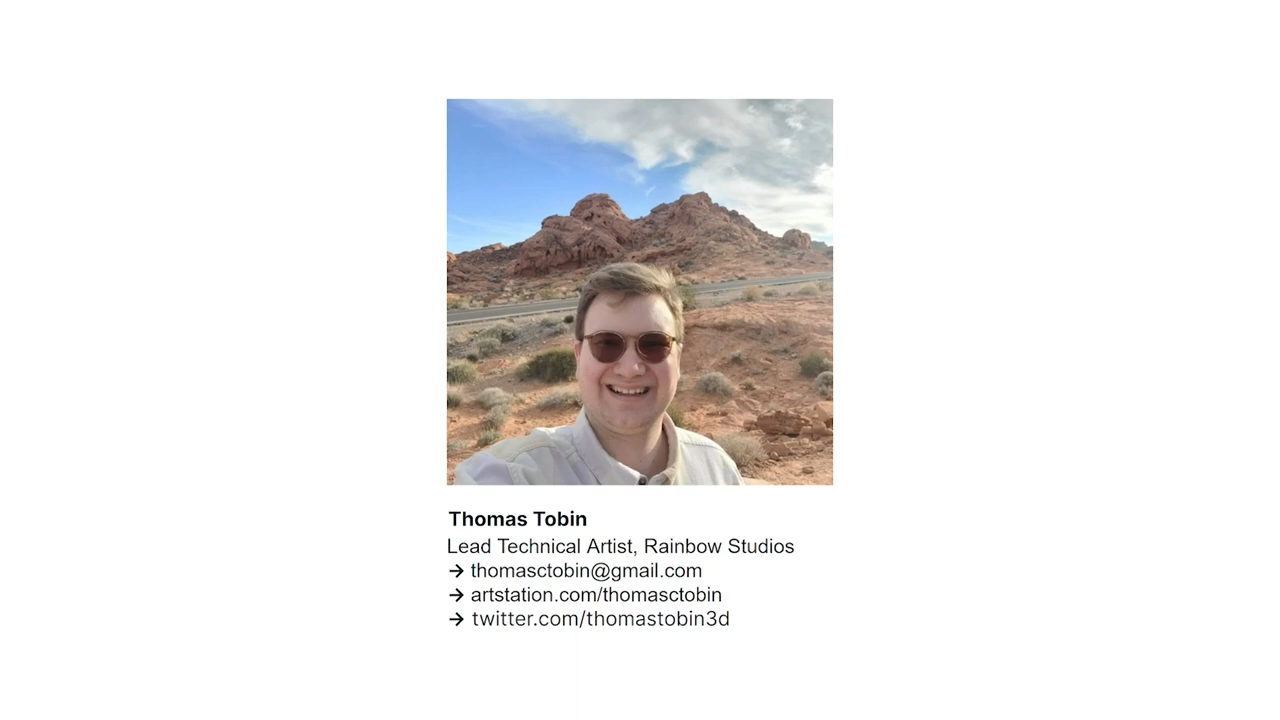 Thomas Tobin
Lead Technical Artist, Rainbow Studios
→ thomasctobin@gmail.com
→ artstation.com/thomasctobin
→ twitter.com/thomastobin3d